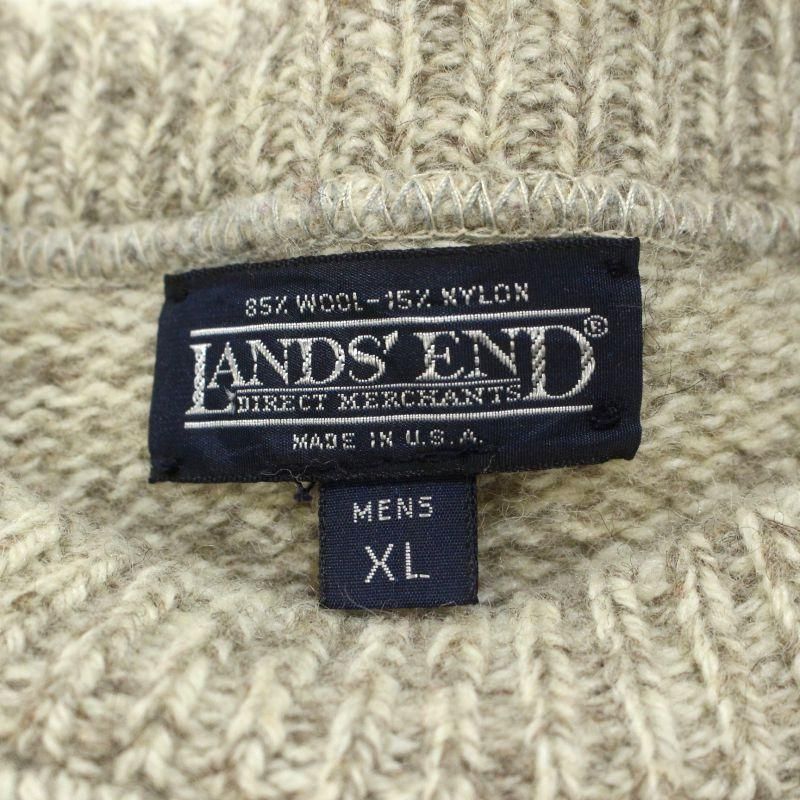 85% WOOL-15% NYLON
LANDS' END®
DIRECT MERCHANTS
MADE IN U.S.A.
MENS
XL